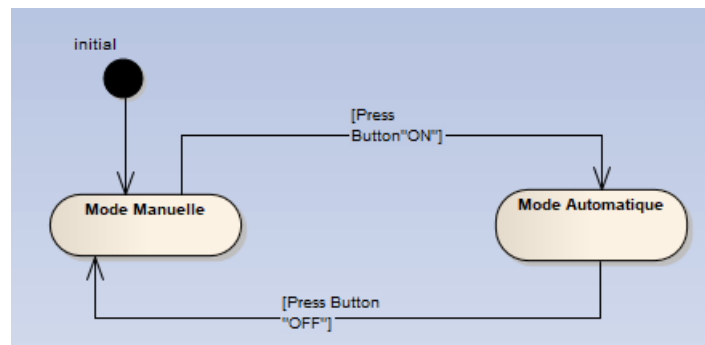 initial
[Press
Button"ON"]
Mode Manuelle
Mode Automatique
[Press Button
"OFF"]